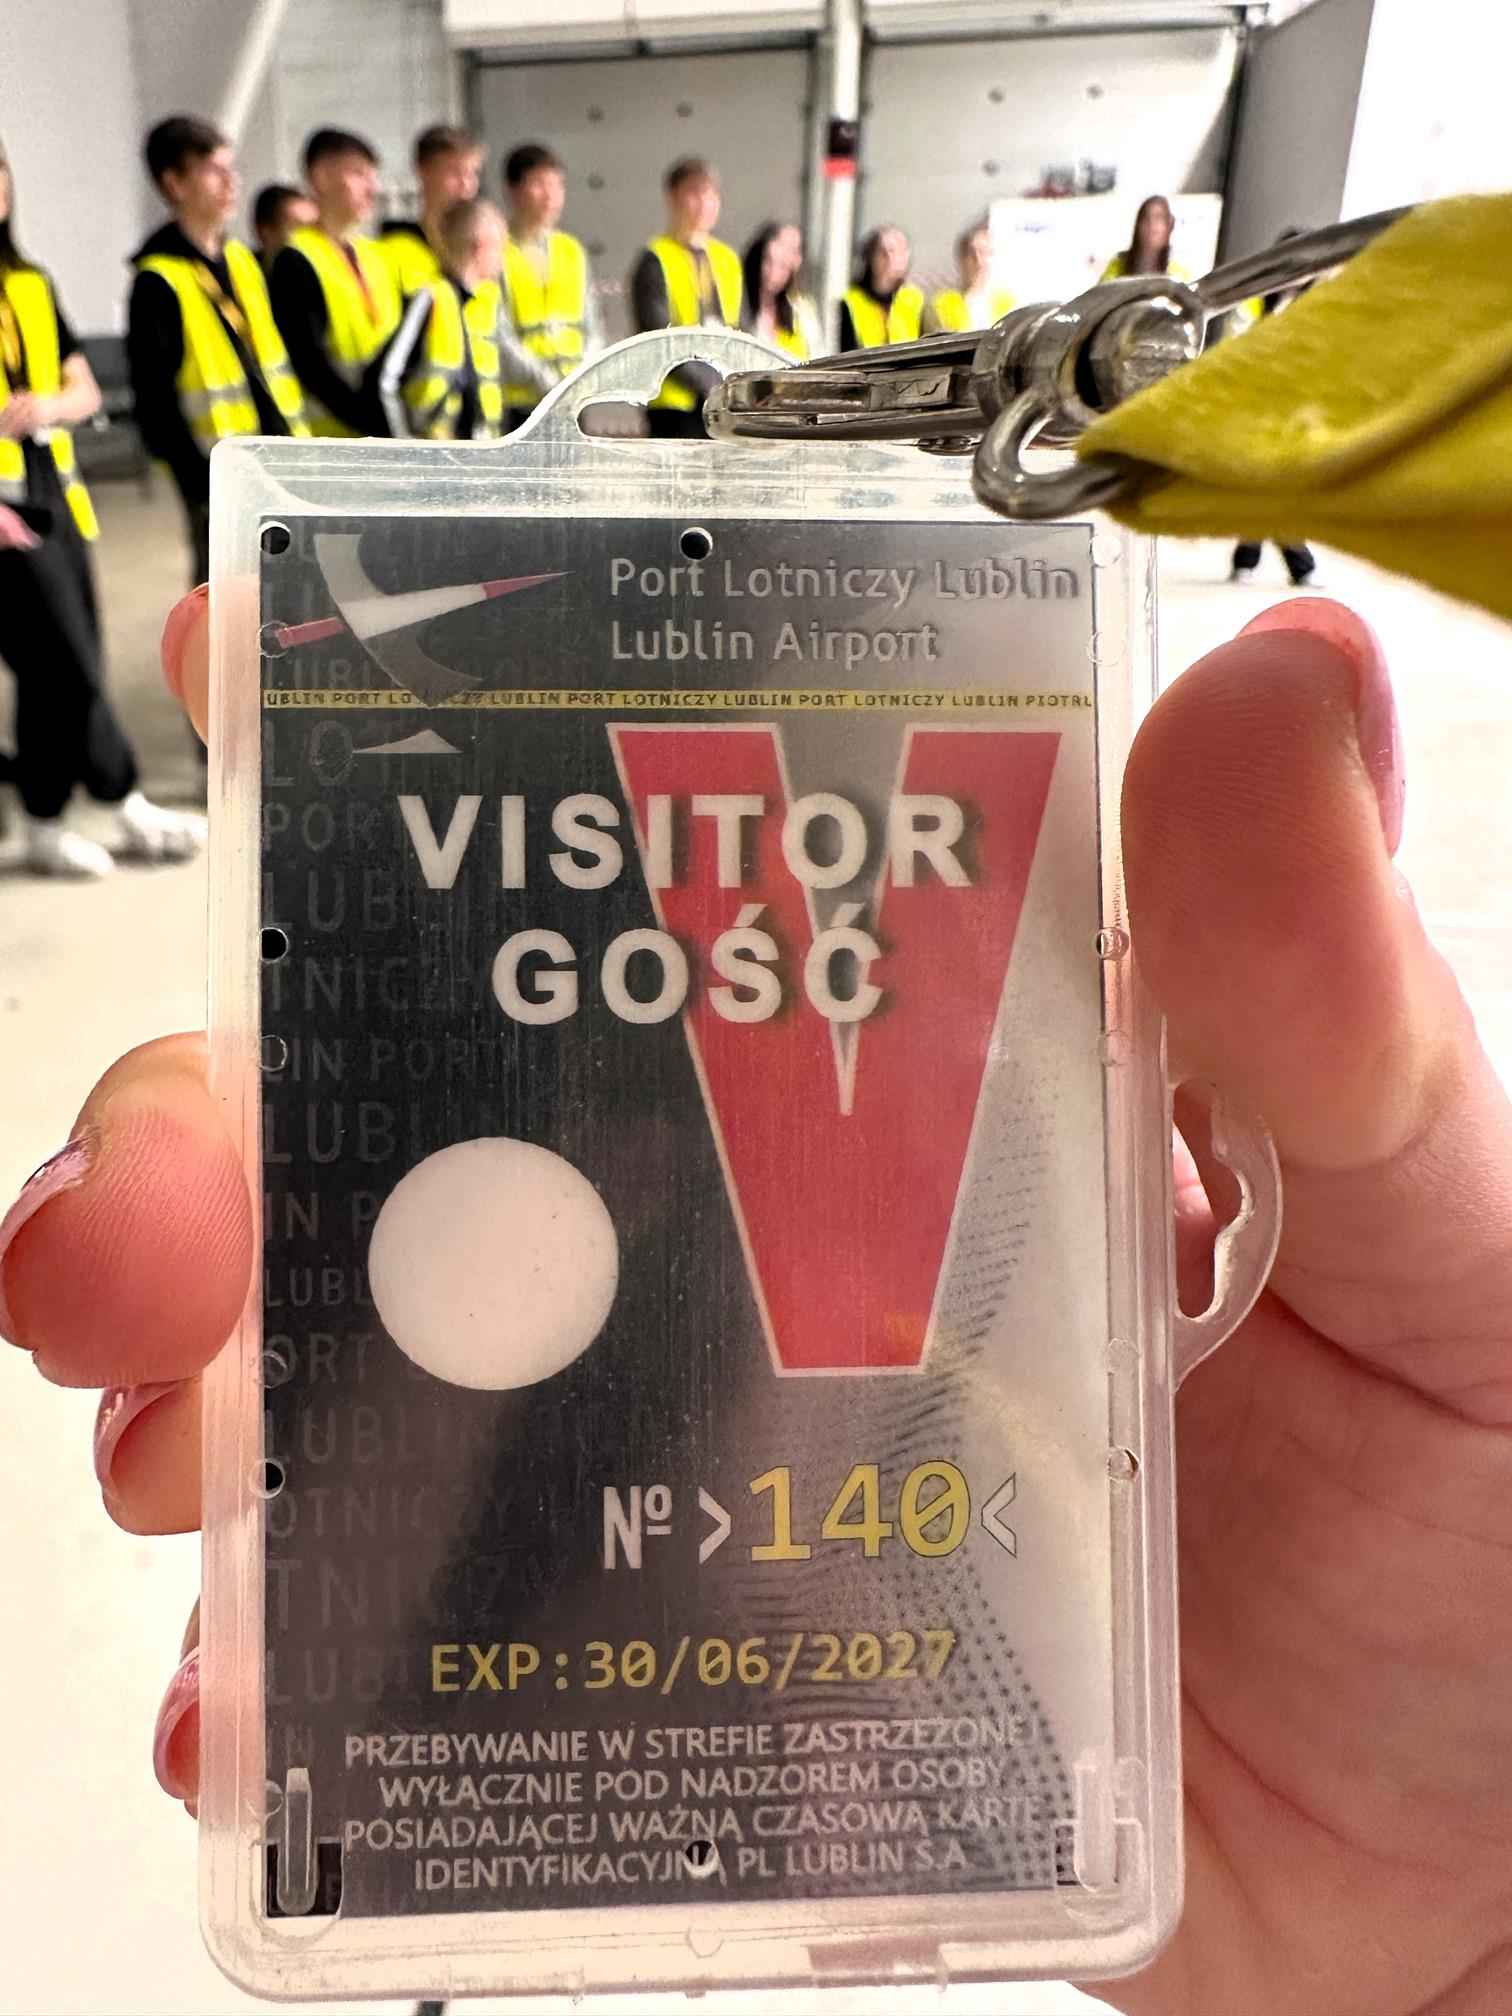 Port Lotniczy Lublin
Lublin Airport
UBLIN PORT LOTNICZY LUBLIN PORT LOTNICZY LUBLIN PORT LOTNICZY LUBLIN
VISITOR
GOŚĆ
Nº >140<
EXP:30/06/2027
PRZEBYWANIE W STREFIE ZASTRZEŻONEJ
WYŁĄCZNIE POD NADZOREM OSOBY
POSIADAJĄCEJ WAŻNĄ CZASOWĄ KARTĘ
IDENTYFIKACYJNĄ PL LUBLIN S.A.